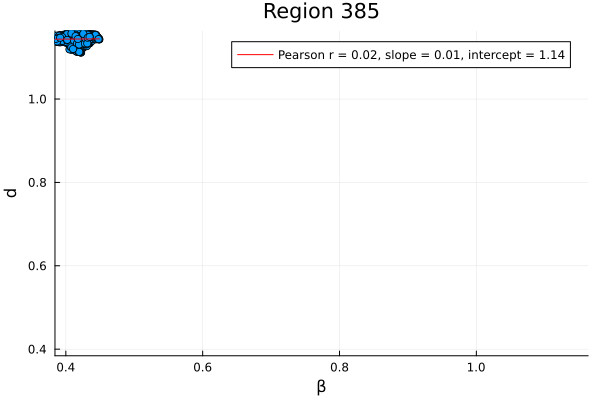 Region 385
Pearson r = 0.02, slope = 0.01, intercept = 1.14
d
1.0
0.8
0.6
0.4
0.4
0.6
0.8
1.0
β